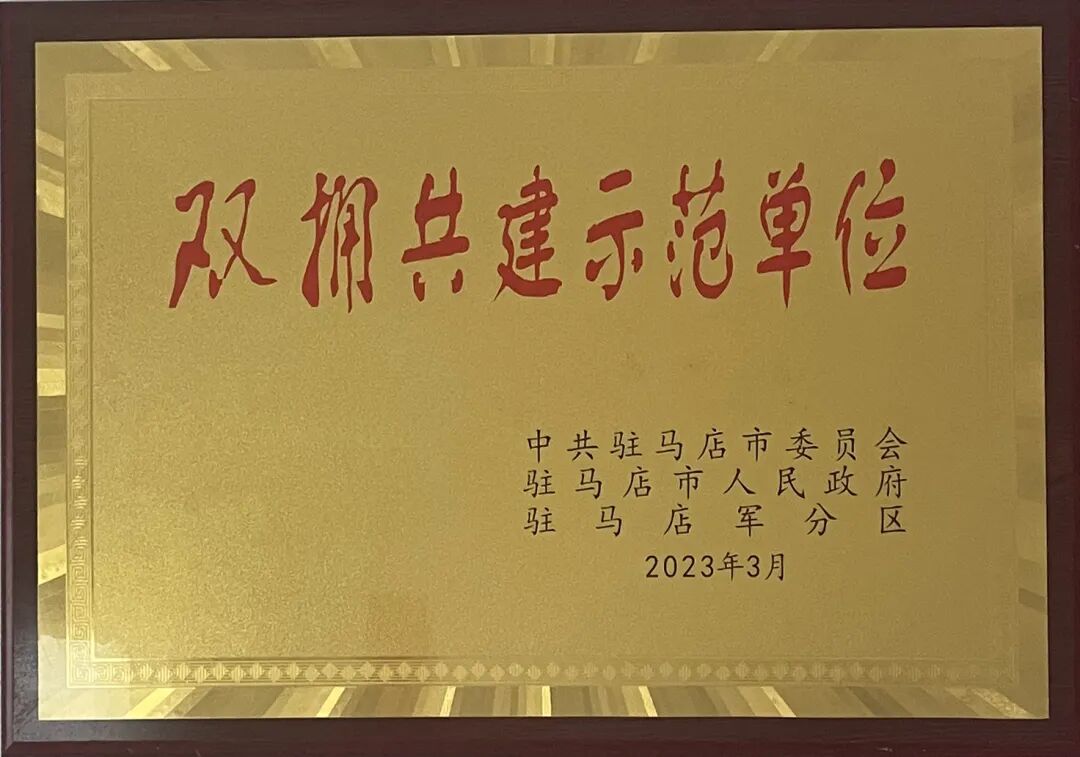 双拥共建示范单位
中共驻马店市委员会
驻马店市人民政府
驻马店军分区
2023年3月